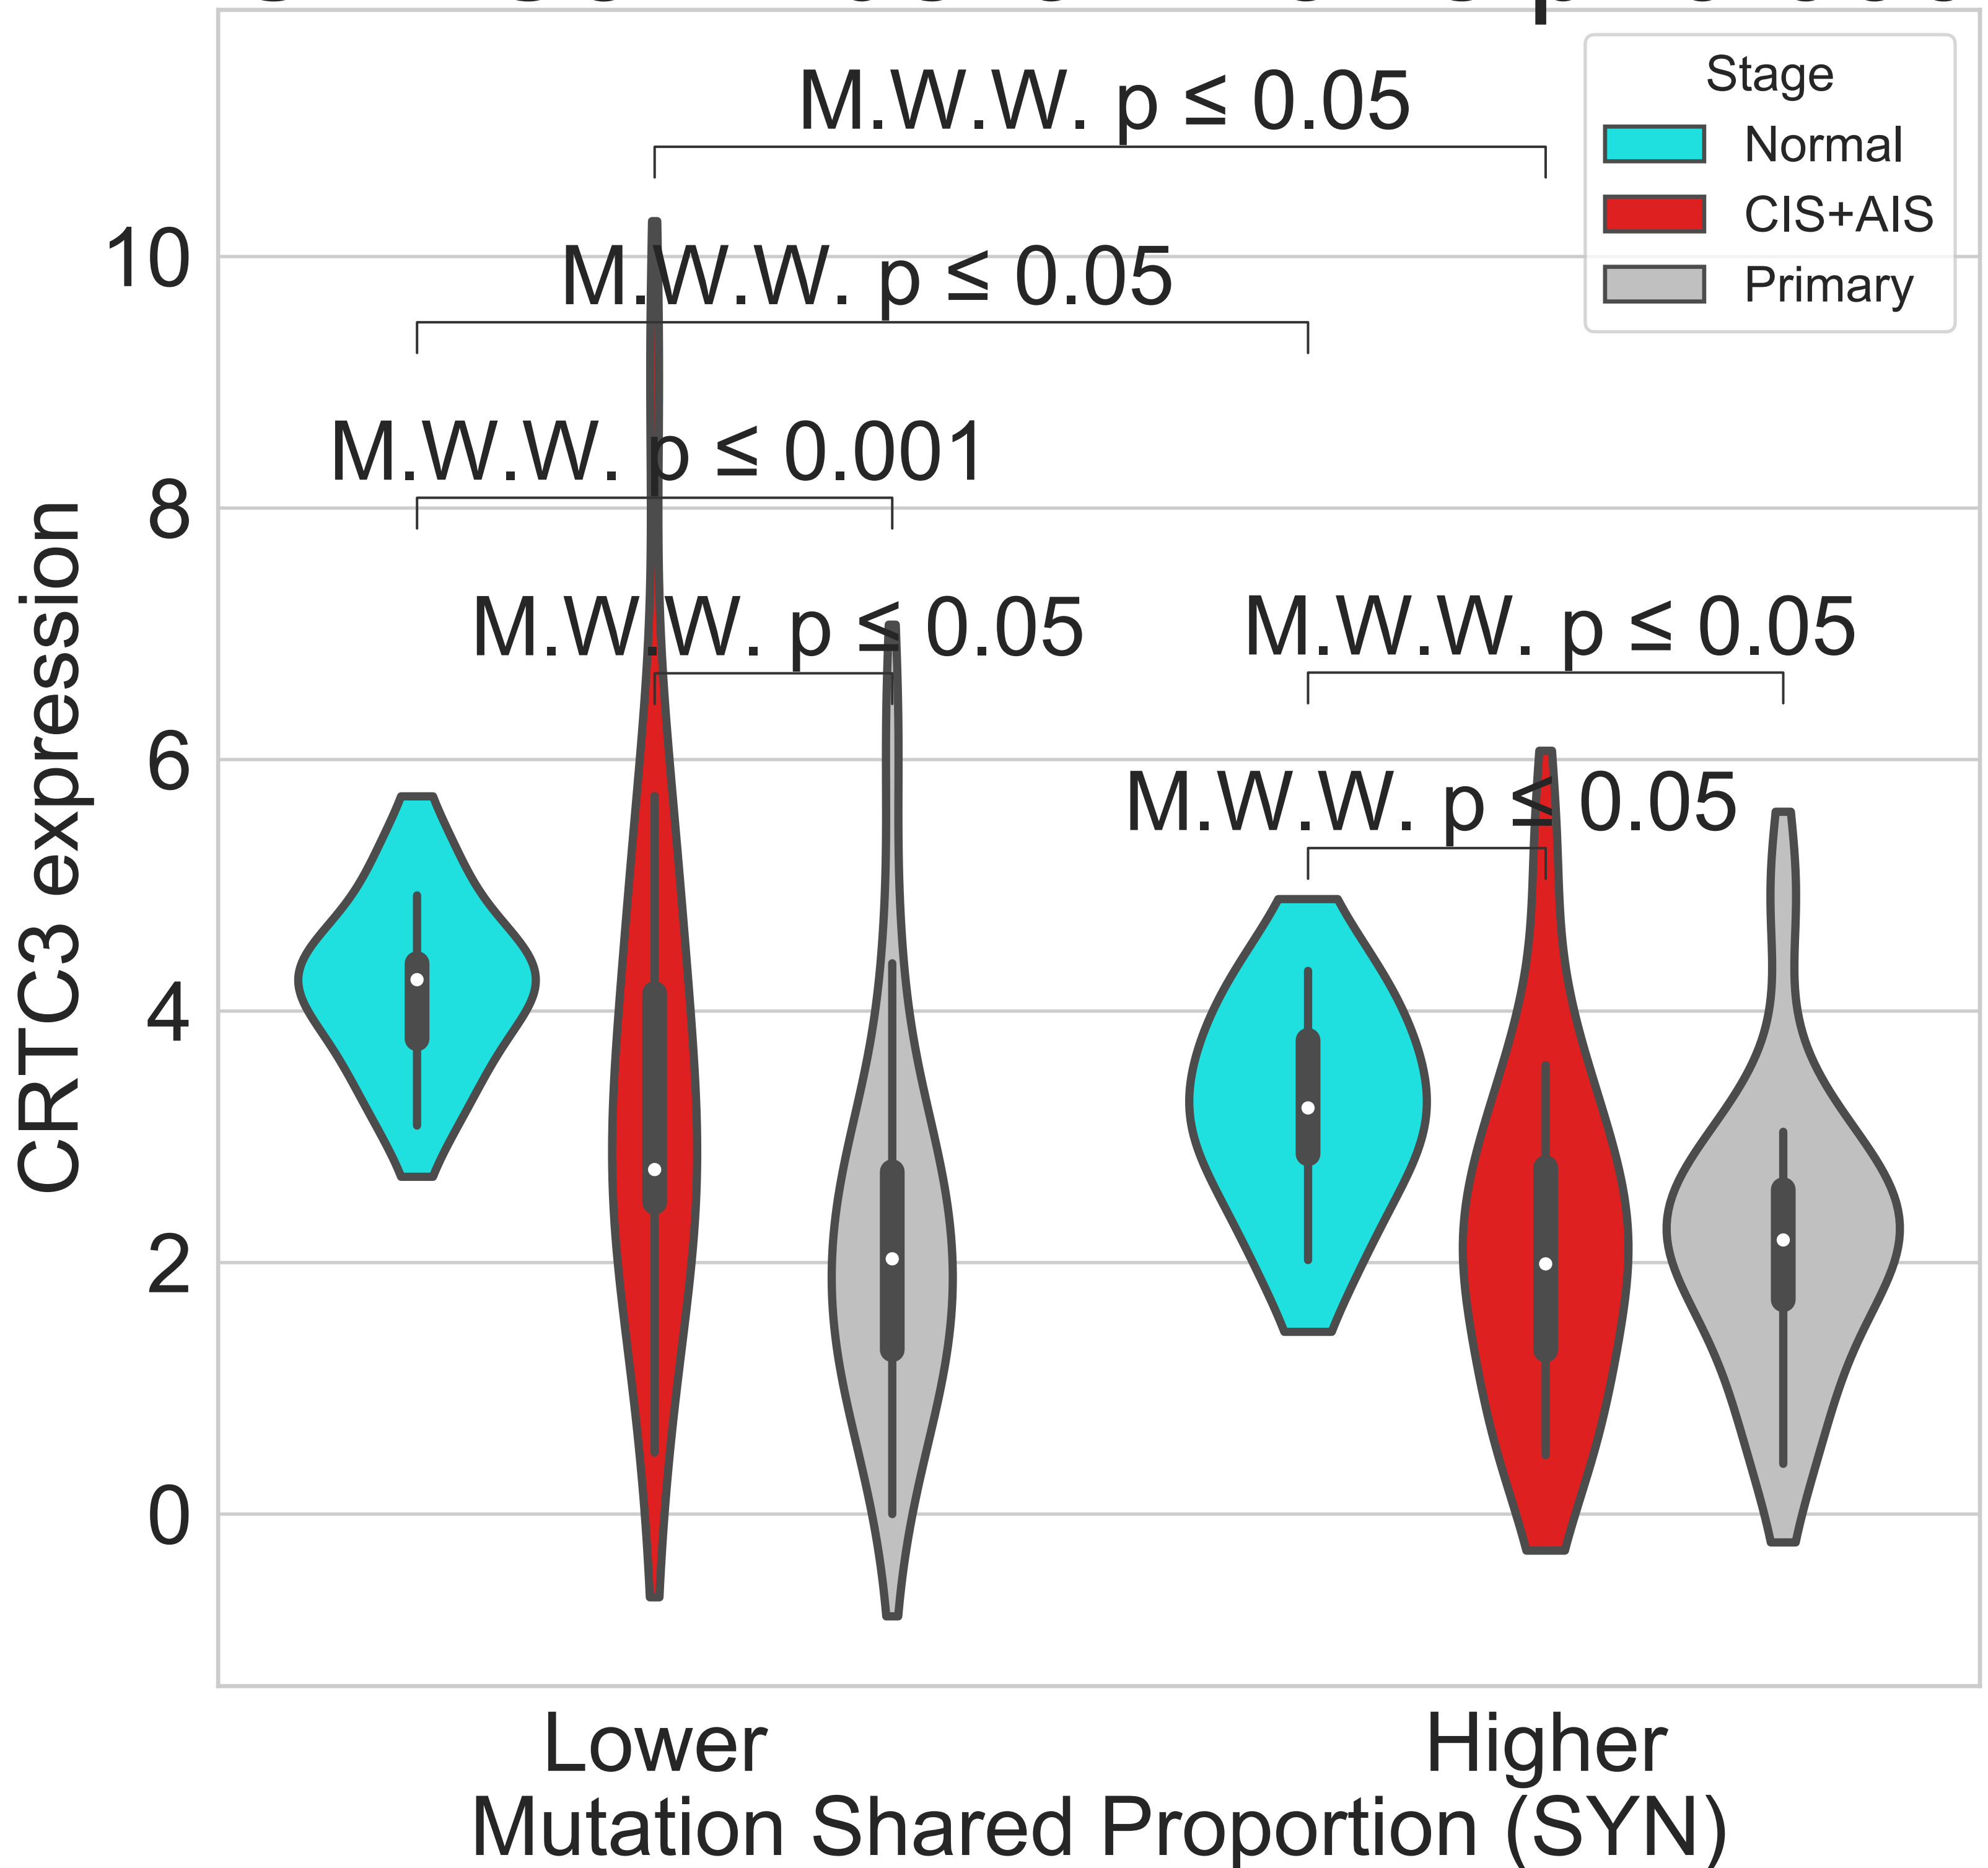 M.W.W. p ≤ 0.05
Stage
Normal
CIS+AIS
Primary
M.W.W. p ≤ 0.05
M.W.W. p ≤ 0.001
M.W.W. p ≤ 0.05
M.W.W. p ≤ 0.05
M.W.W. p ≤ 0.05
10
8
6
4
2
0
CRTC3 expression
Lower
Higher
Mutation Shared Proportion (SYN)